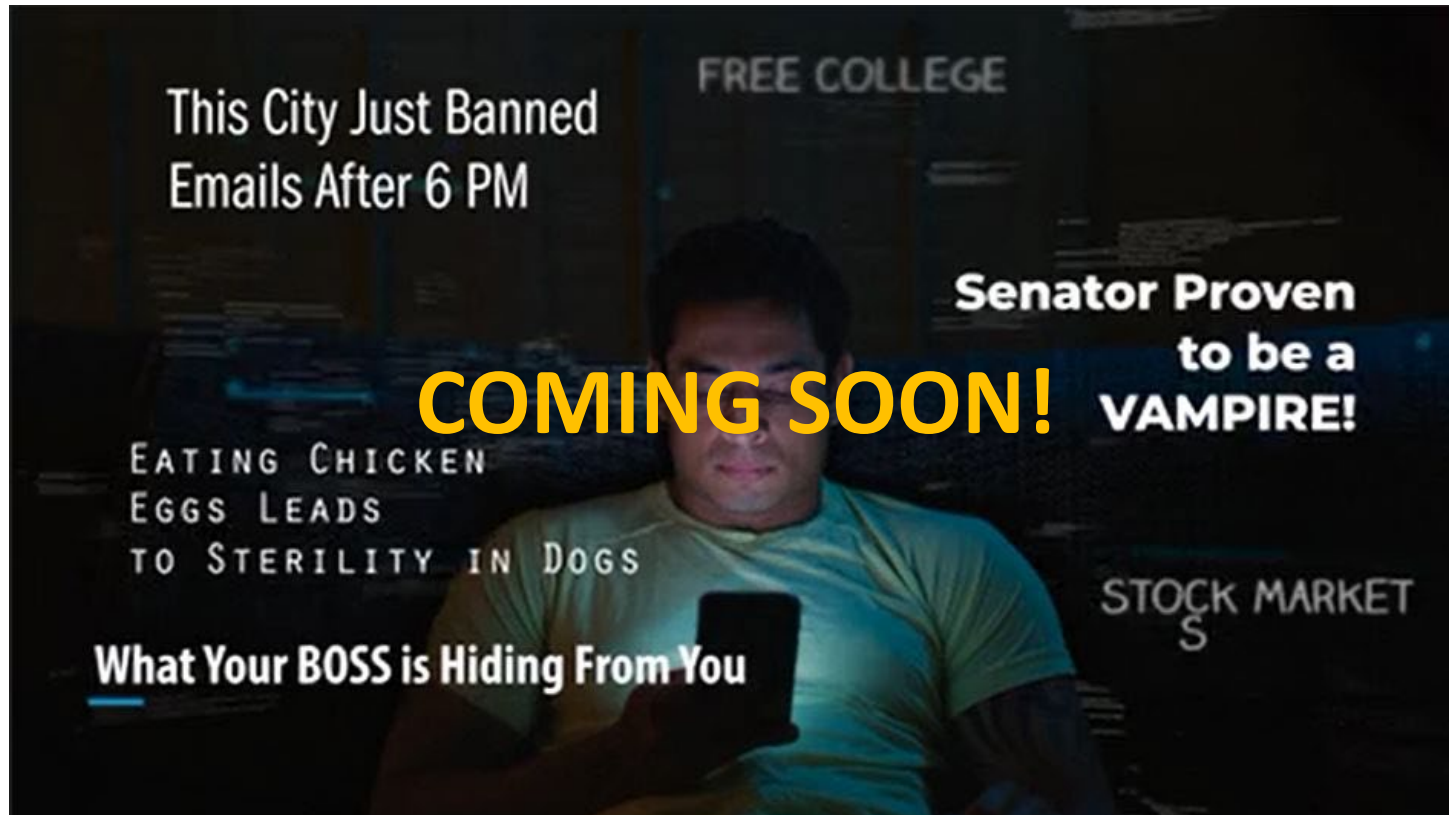 FREE COLLEGE
This City Just Banned
Emails After 6 PM
Senator Proven
to be a
VAMPIRE!
COMING SOON!
EATING CHICKEN
EGGS LEADS
TO STERILITY IN DOGS
STOCK MARKET
S
What Your BOSS is Hiding From You